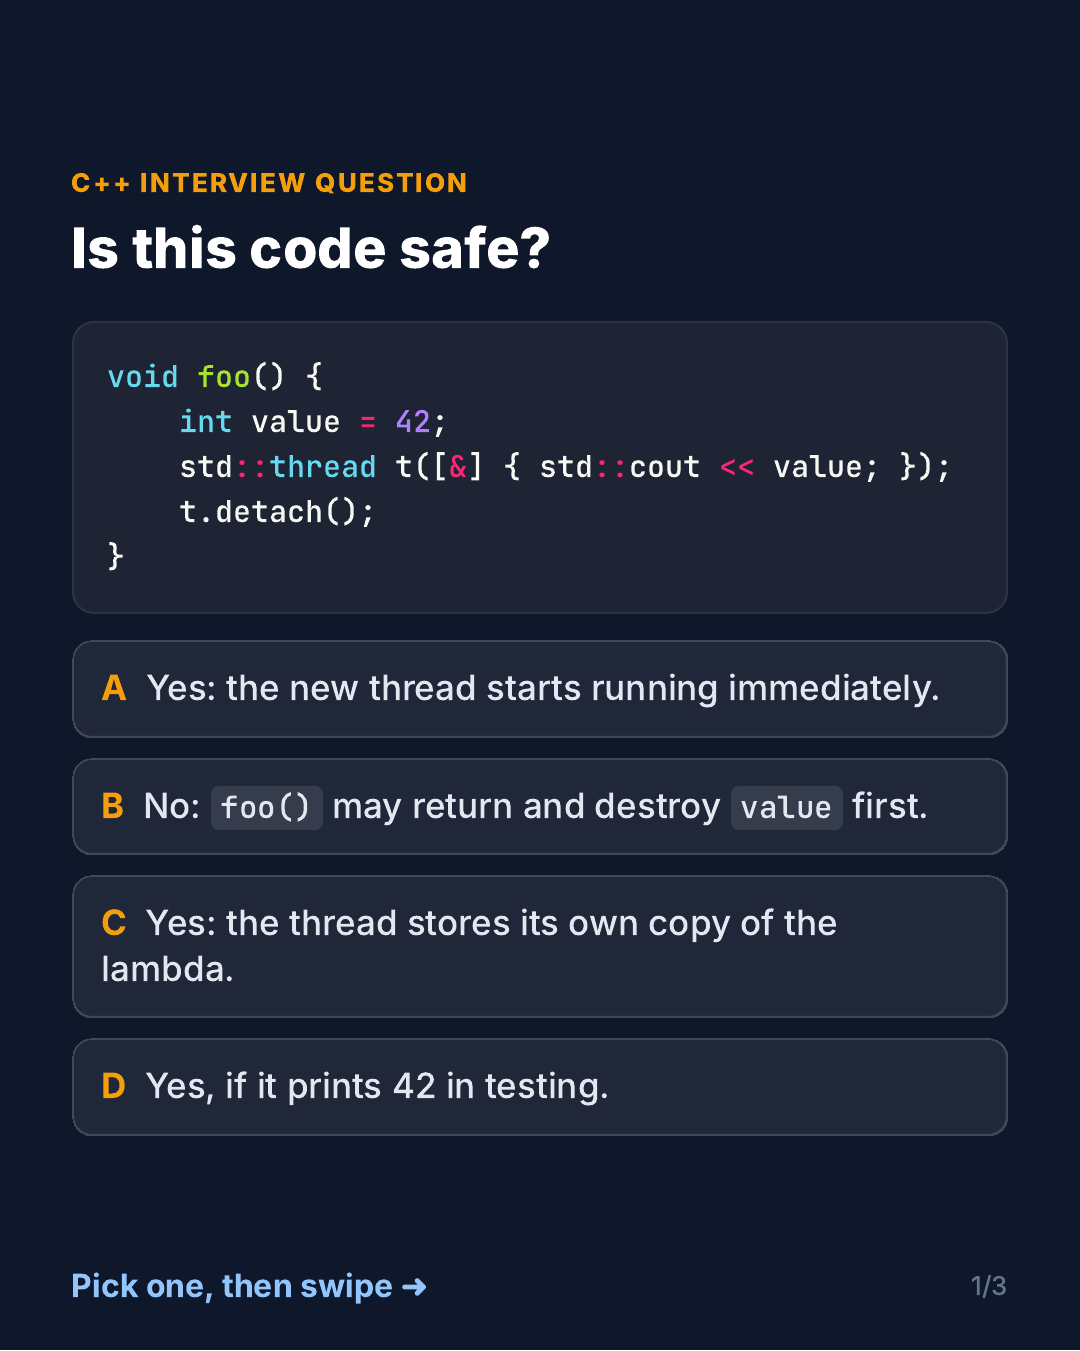 C++ INTERVIEW QUESTION
Is this code safe?
void foo() {
    int value = 42;
    std::thread t([&] { std::cout << value; });
    t.detach();
}
A Yes: the new thread starts running immediately.
B No: foo() may return and destroy value first.
C Yes: the thread stores its own copy of the
lambda.
D Yes, if it prints 42 in testing.
Pick one, then swipe ➜
1/3